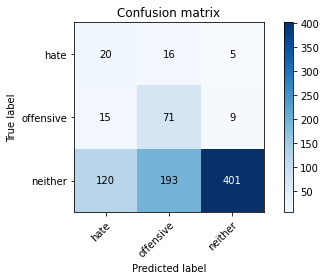 Confusion matrix
400
350
300
250
200
150
100
50
True label
hate 20 16 5
offensive 15 71 9
neither 120 193 401
hate offensive neither
Predicted label